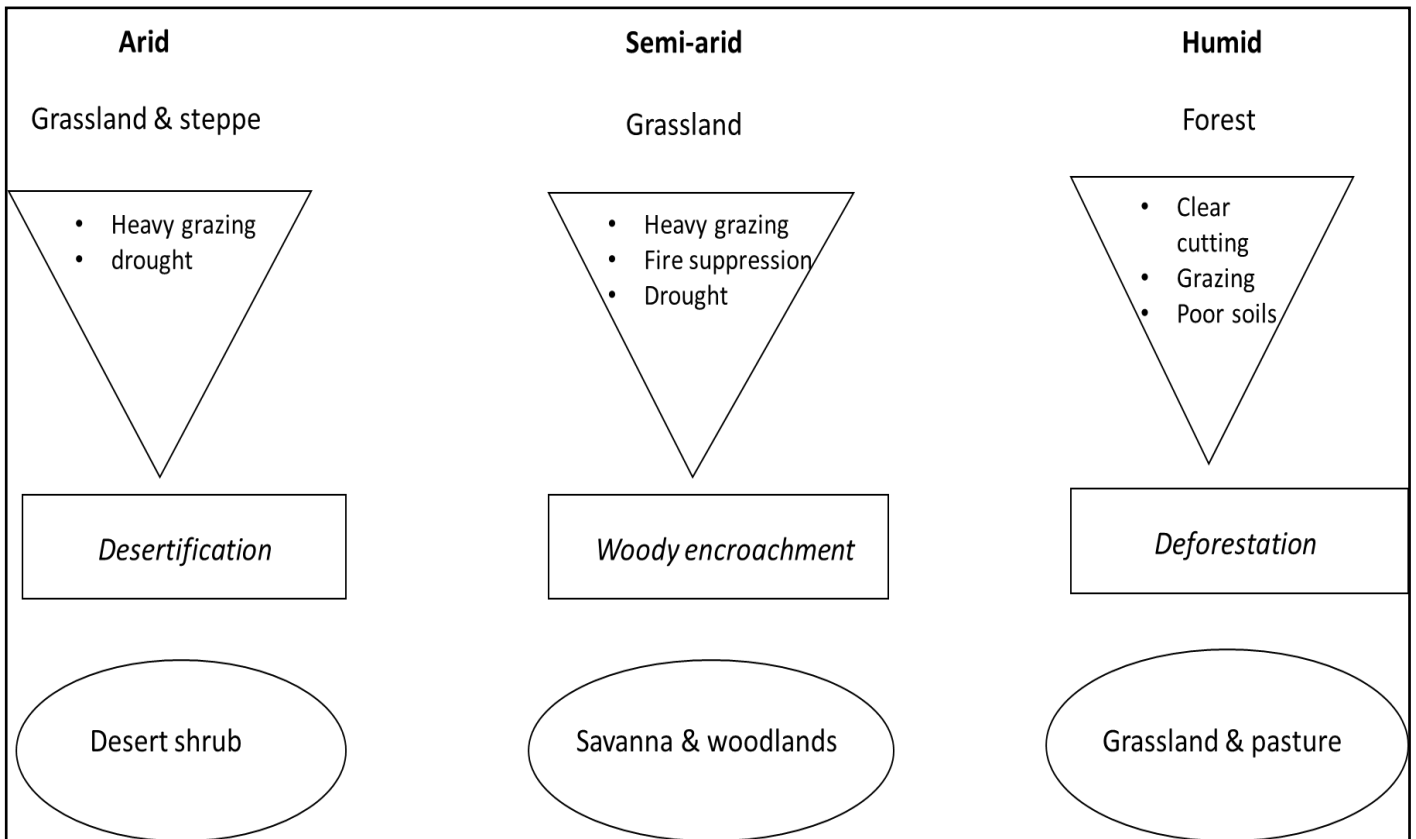 Arid
Grassland & steppe
• Heavy grazing
• drought
Desertification
Desert shrub
Semi-arid
Grassland
• Heavy grazing
• Fire suppression
• Drought
Woody encroachment
Savanna & woodlands
Humid
Forest
• Clear
cutting
• Grazing
• Poor soils
Deforestation
Grassland & pasture